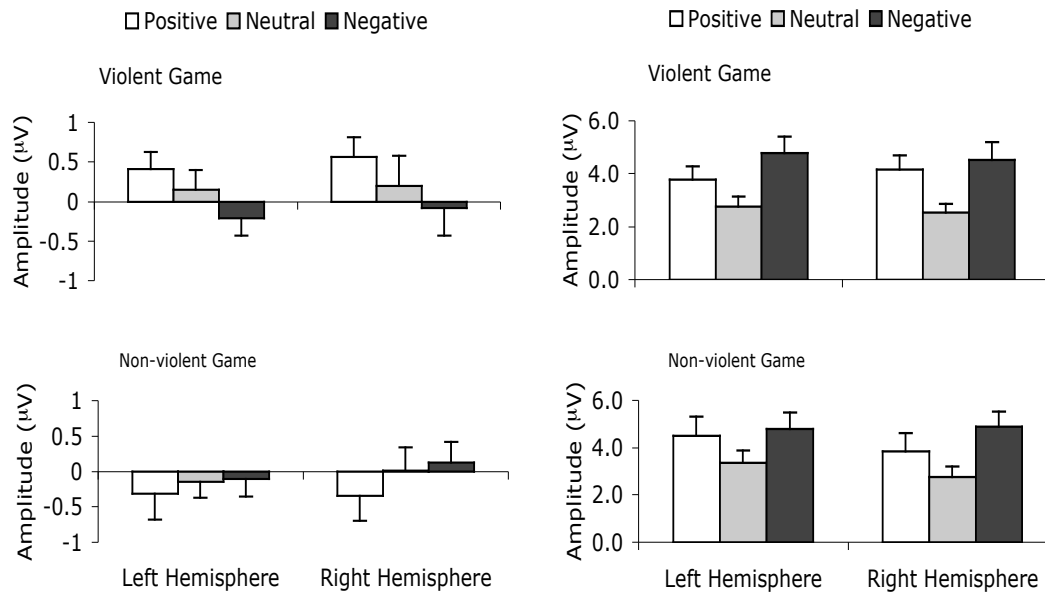 Positive Neutral Negative
Violent Game
Amplitude (μV)
1
0.5
0
-0.5
-1
Non-violent Game
Amplitude (μV)
1
0.5
0
-0.5
-1
Left Hemisphere Right Hemisphere
Positive Neutral Negative
Violent Game
Amplitude (μV)
6.0
4.0
2.0
0.0
Non-violent Game
Amplitude (μV)
6.0
4.0
2.0
0.0
Left Hemisphere Right Hemisphere